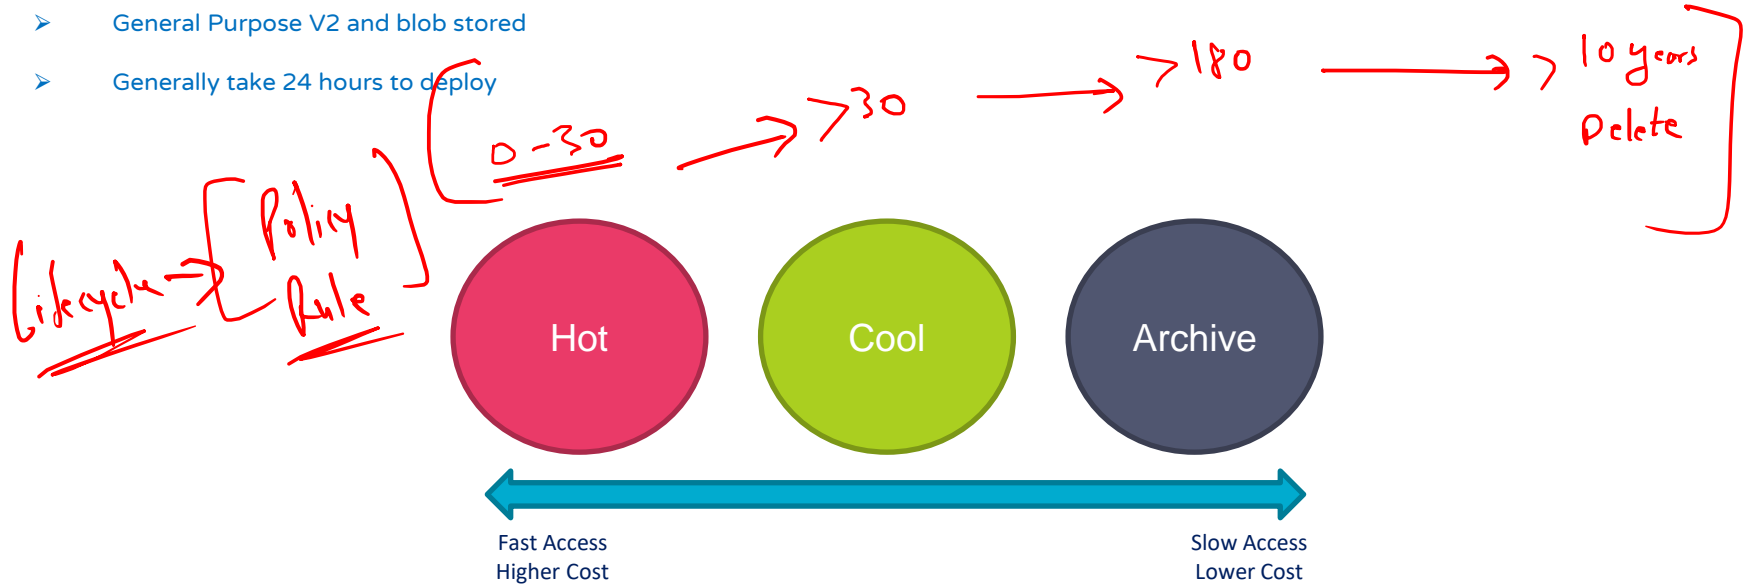 ➢ General Purpose V2 and blob stored
➢ Generally take 24 hours to deploy
0-30
>30
>180
> 10 years
Delete
Lifecycle → Policy
Rule
Hot
Cool
Archive
Fast Access
Higher Cost
Slow Access
Lower Cost